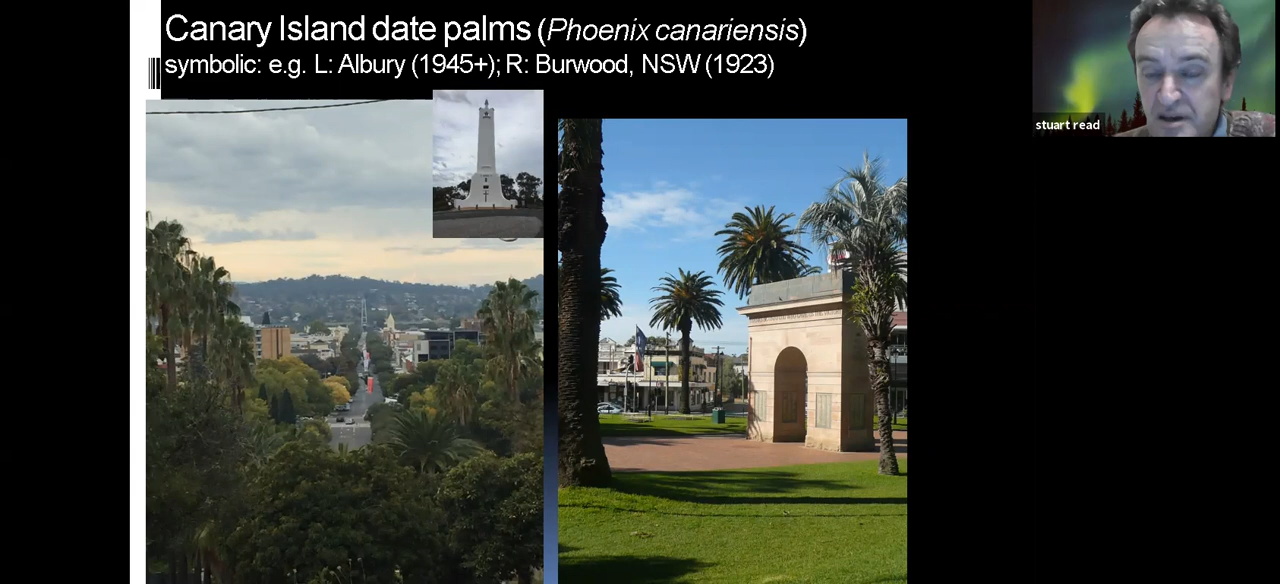 Canary Island date palms (Phoenix canariensis)
symbolic: e.g. L: Albury (1945+); R: Burwood, NSW (1923)
stuart read